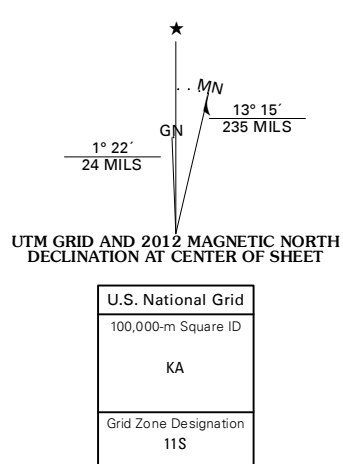 ★
MN
GN
13° 15´
235 MILS
1° 22´
24 MILS
UTM GRID AND 2012 MAGNETIC NORTH
DECLINATION AT CENTER OF SHEET
U.S. National Grid
100,000-m Square ID
KA
Grid Zone Designation
11S